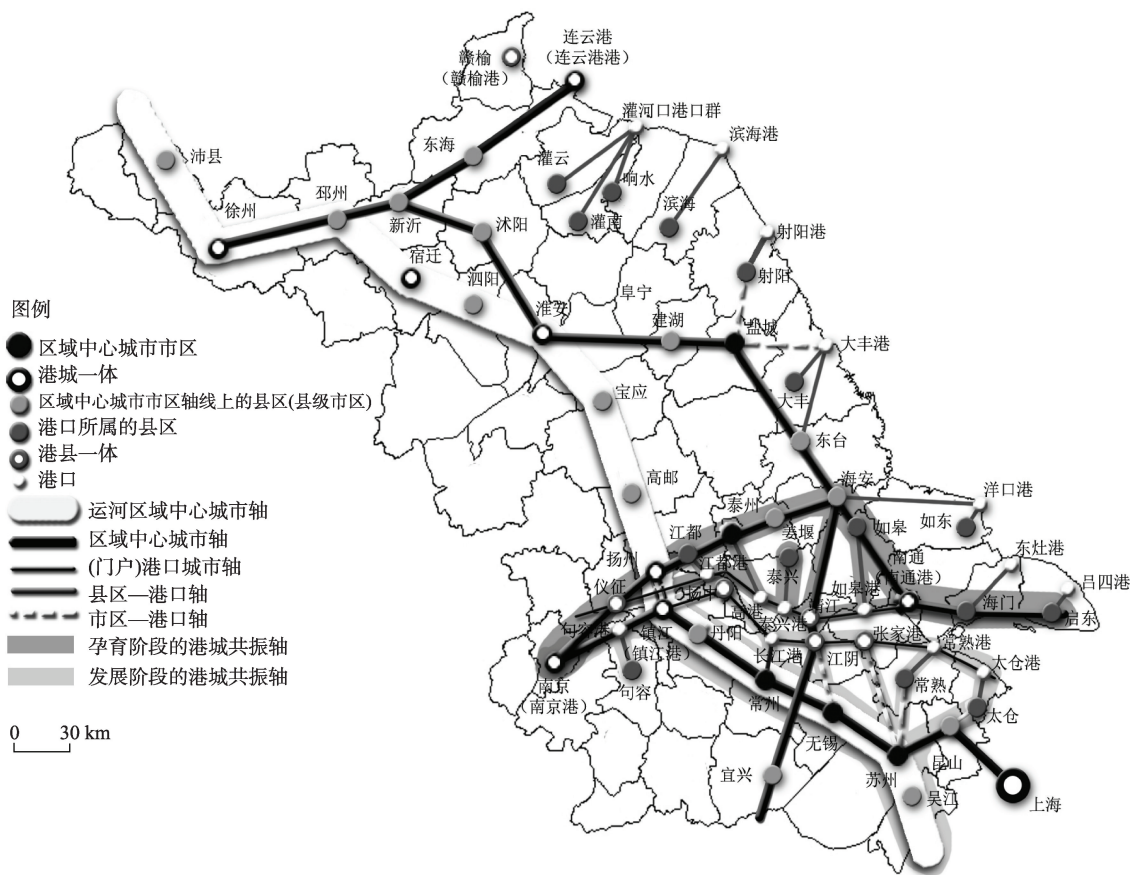 连云港
(连云港港)
赣榆
(赣榆港)
灌河口港口群
滨海港
东海
灌云
响水
沛县
邳州
滨海
徐州
新沂
沭阳
灌南
射阳港
宿迁
泗阳
射阳
阜宁
图例
淮安
建湖
盐城
大丰港
区域中心城市市区
港城一体
区域中心城市市区轴线上的县区(县级市区)
宝应
大丰
港口所属的县区
东台
港县一体
港口
高邮
海安
洋口港
运河区域中心城市轴
泰州
姜堰
如皋
如东
区域中心城市轴
江都
南通
(南通港)
东灶港
扬州
江都港
(门户)港口城市轴
泰兴
如皋港
吕四港
仪征
县区—港口轴
扬中
高港
靖江
海门
启东
市区—港口轴
句容港
镇江
(镇江港)
丹阳
泰兴港
张家港
常熟港
孕育阶段的港城共振轴
长江港
江阴
太仓港
发展阶段的港城共振轴
南京
(南京港)
句容
常州
常熟
太仓
0 30 km
无锡
宜兴
苏州
昆山
吴江
上海